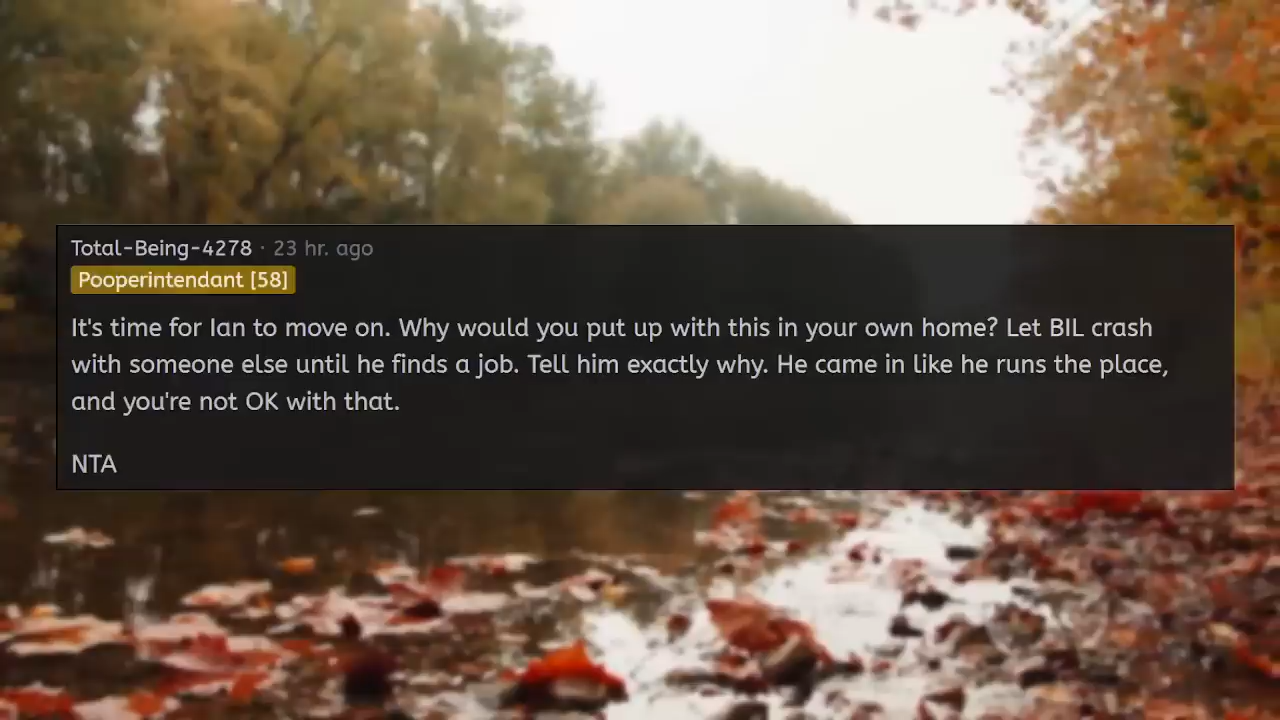 Total-Being-4278 · 23 hr. ago
Pooperintendant [58]
It's time for Ian to move on. Why would you put up with this in your own home? Let BIL crash
with someone else until he finds a job. Tell him exactly why. He came in like he runs the place,
and you're not OK with that.
NTA